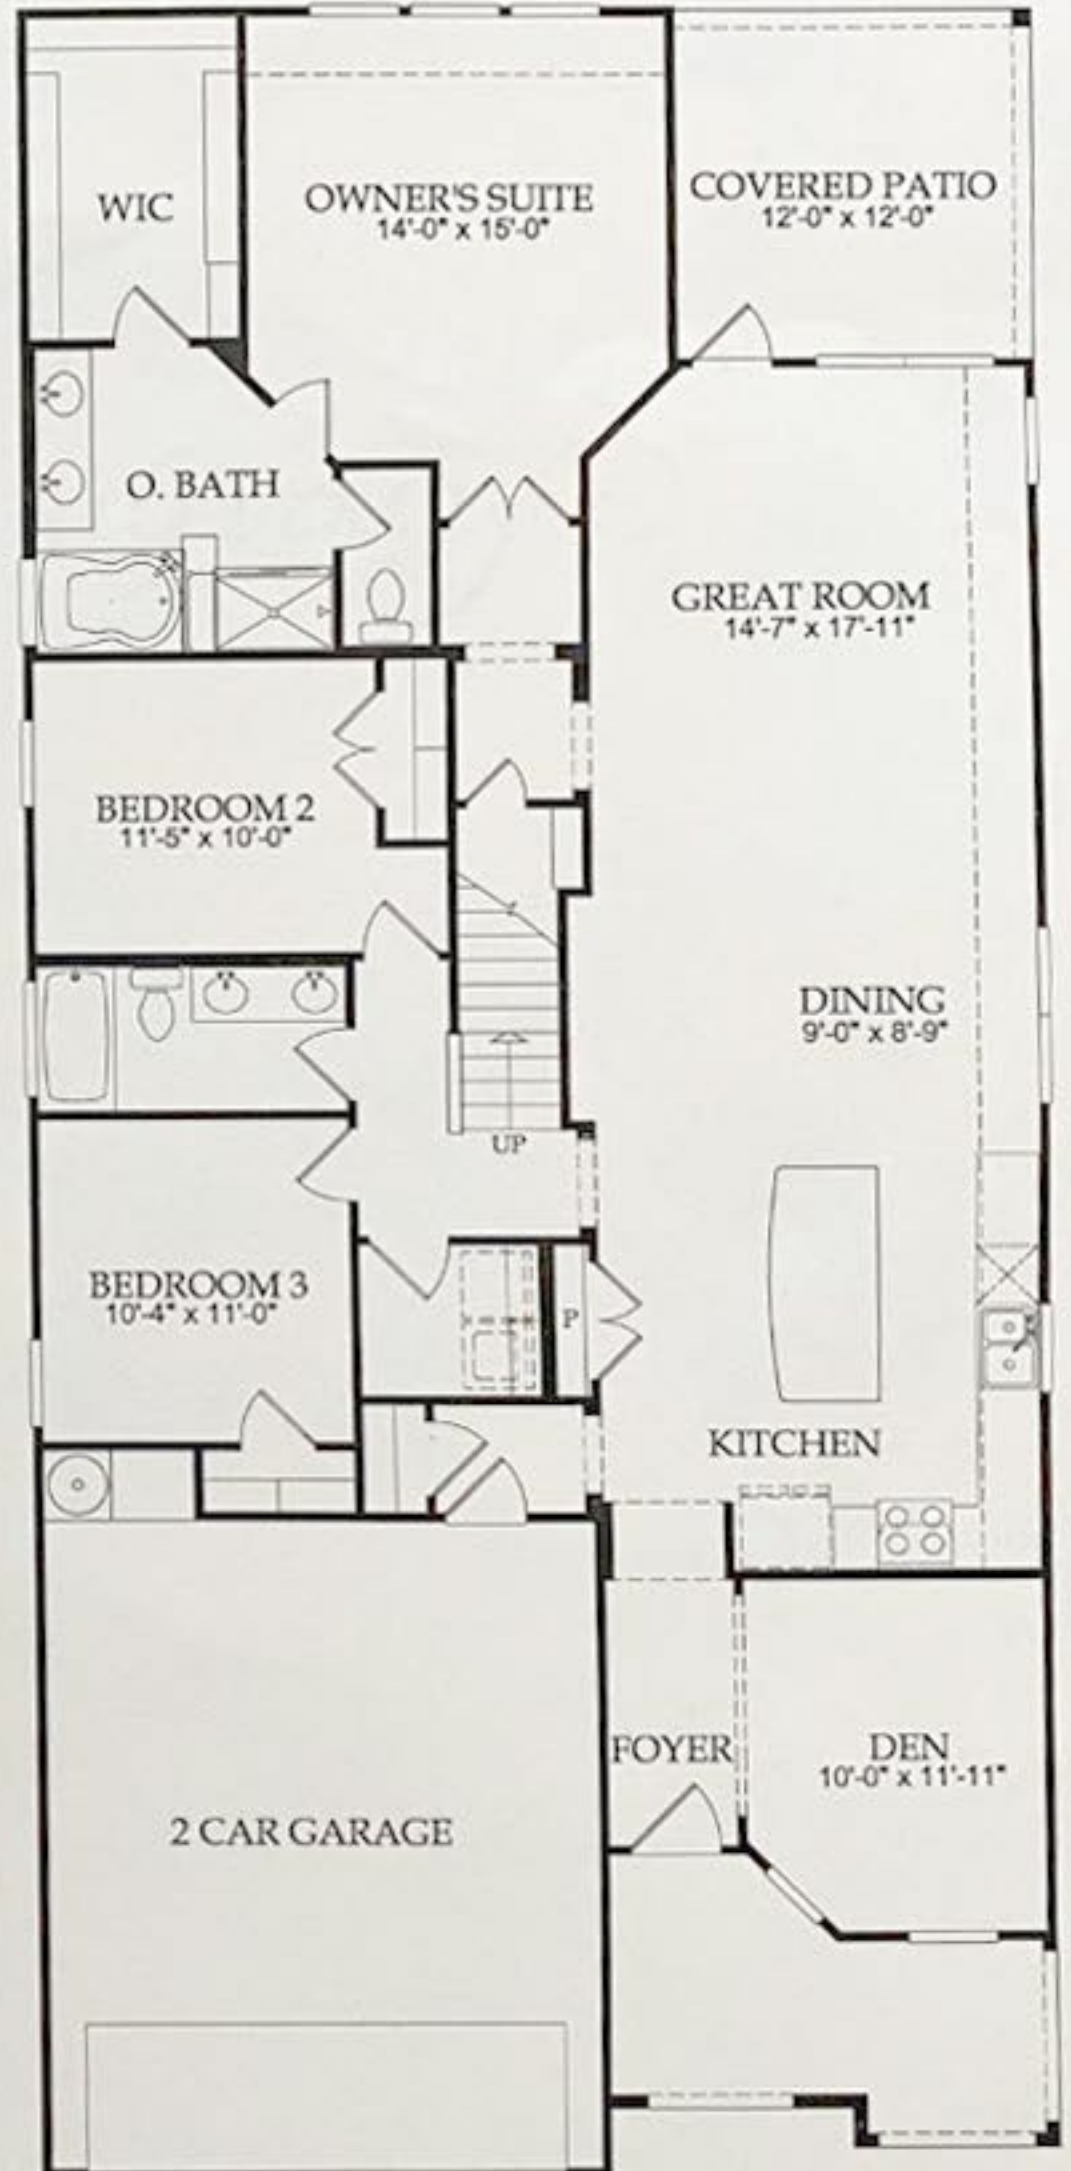 WIC
OWNER'S SUITE
14'-0" x 15'-0"
COVERED PATIO
12'-0" x 12'-0"
O. BATH
GREAT ROOM
14'-7" x 17'-11"
BEDROOM 2
11'-5" x 10'-0"
DINING
9'-0" x 8'-9"
UP
BEDROOM 3
10'-4" x 11'-0"
P
KITCHEN
FOYER
DEN
10'-0" x 11'-11"
2 CAR GARAGE